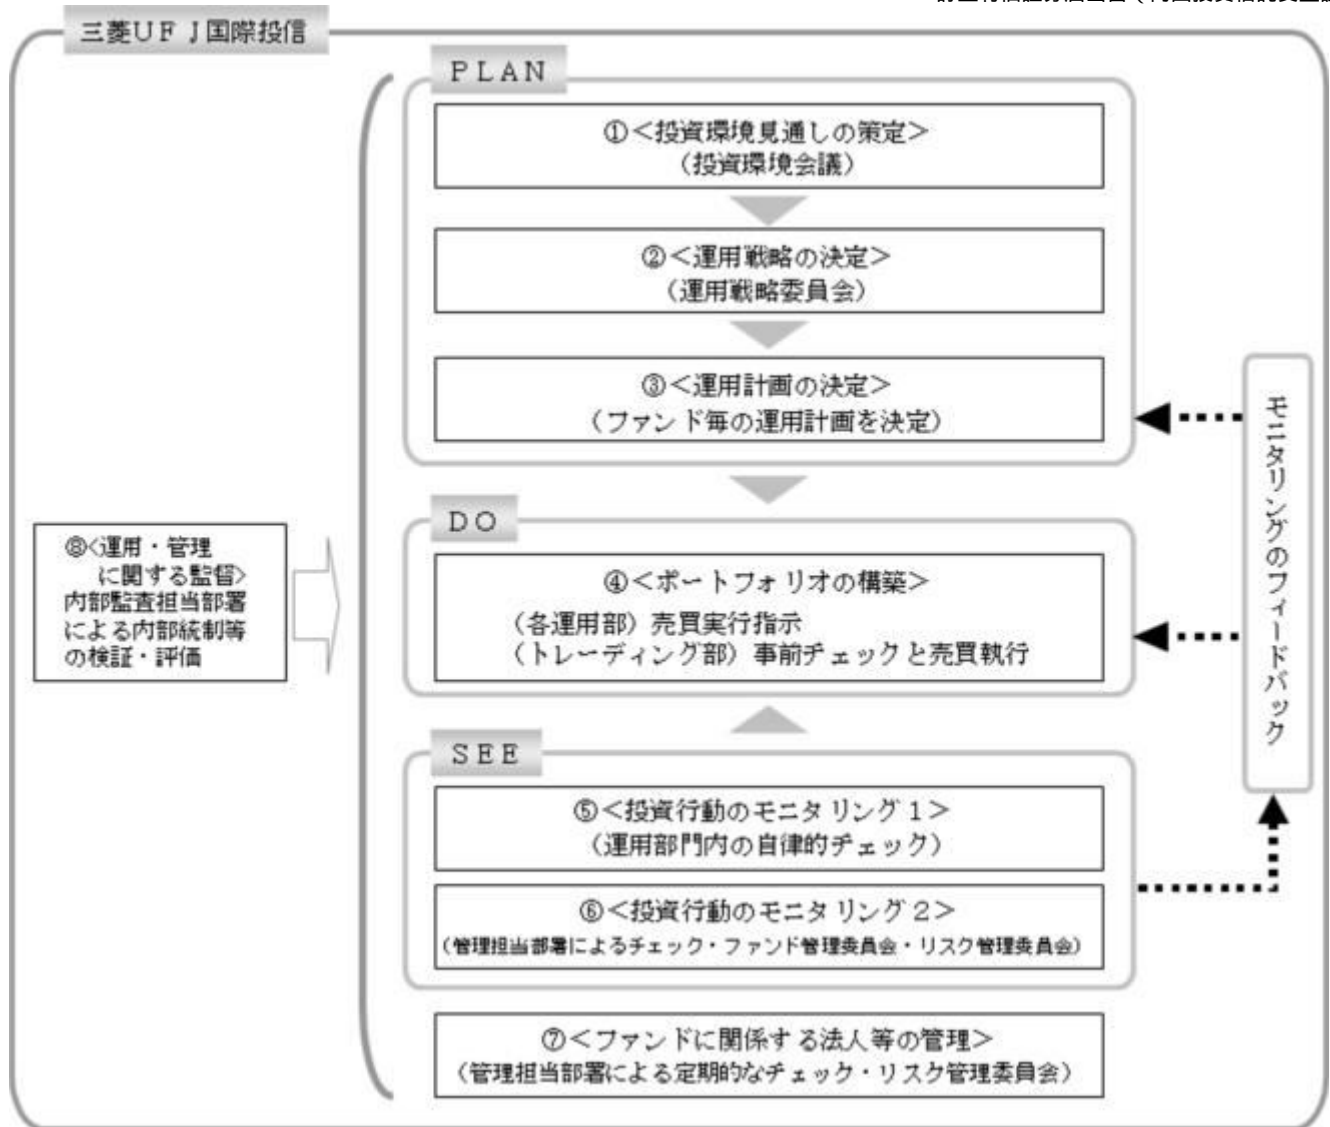 三菱UFJ国際投信
PLAN
①<投資環境見通しの策定>
(投資環境会議)
②<運用戦略の決定>
(運用戦略委員会)
③<運用計画の決定>
(ファンド毎の運用計画を決定)
DO
④<ポートフォリオの構築>
(各運用部)売買実行指示
(トレーディング部)事前チェックと売買執行
SEE
⑤<投資行動のモニタリング1>
(運用部門内の自律的チェック)
⑥<投資行動のモニタリング2>
(管理担当部署によるチェック・ファンド管理委員会・リスク管理委員会)
⑦<ファンドに関係する法人等の管理>
(管理担当部署による定期的なチェック・リスク管理委員会)
⑧<運用・管理
に関する監督>
内部監査担当部署
による内部統制等
の検証・評価
モニタリングのフィードバック